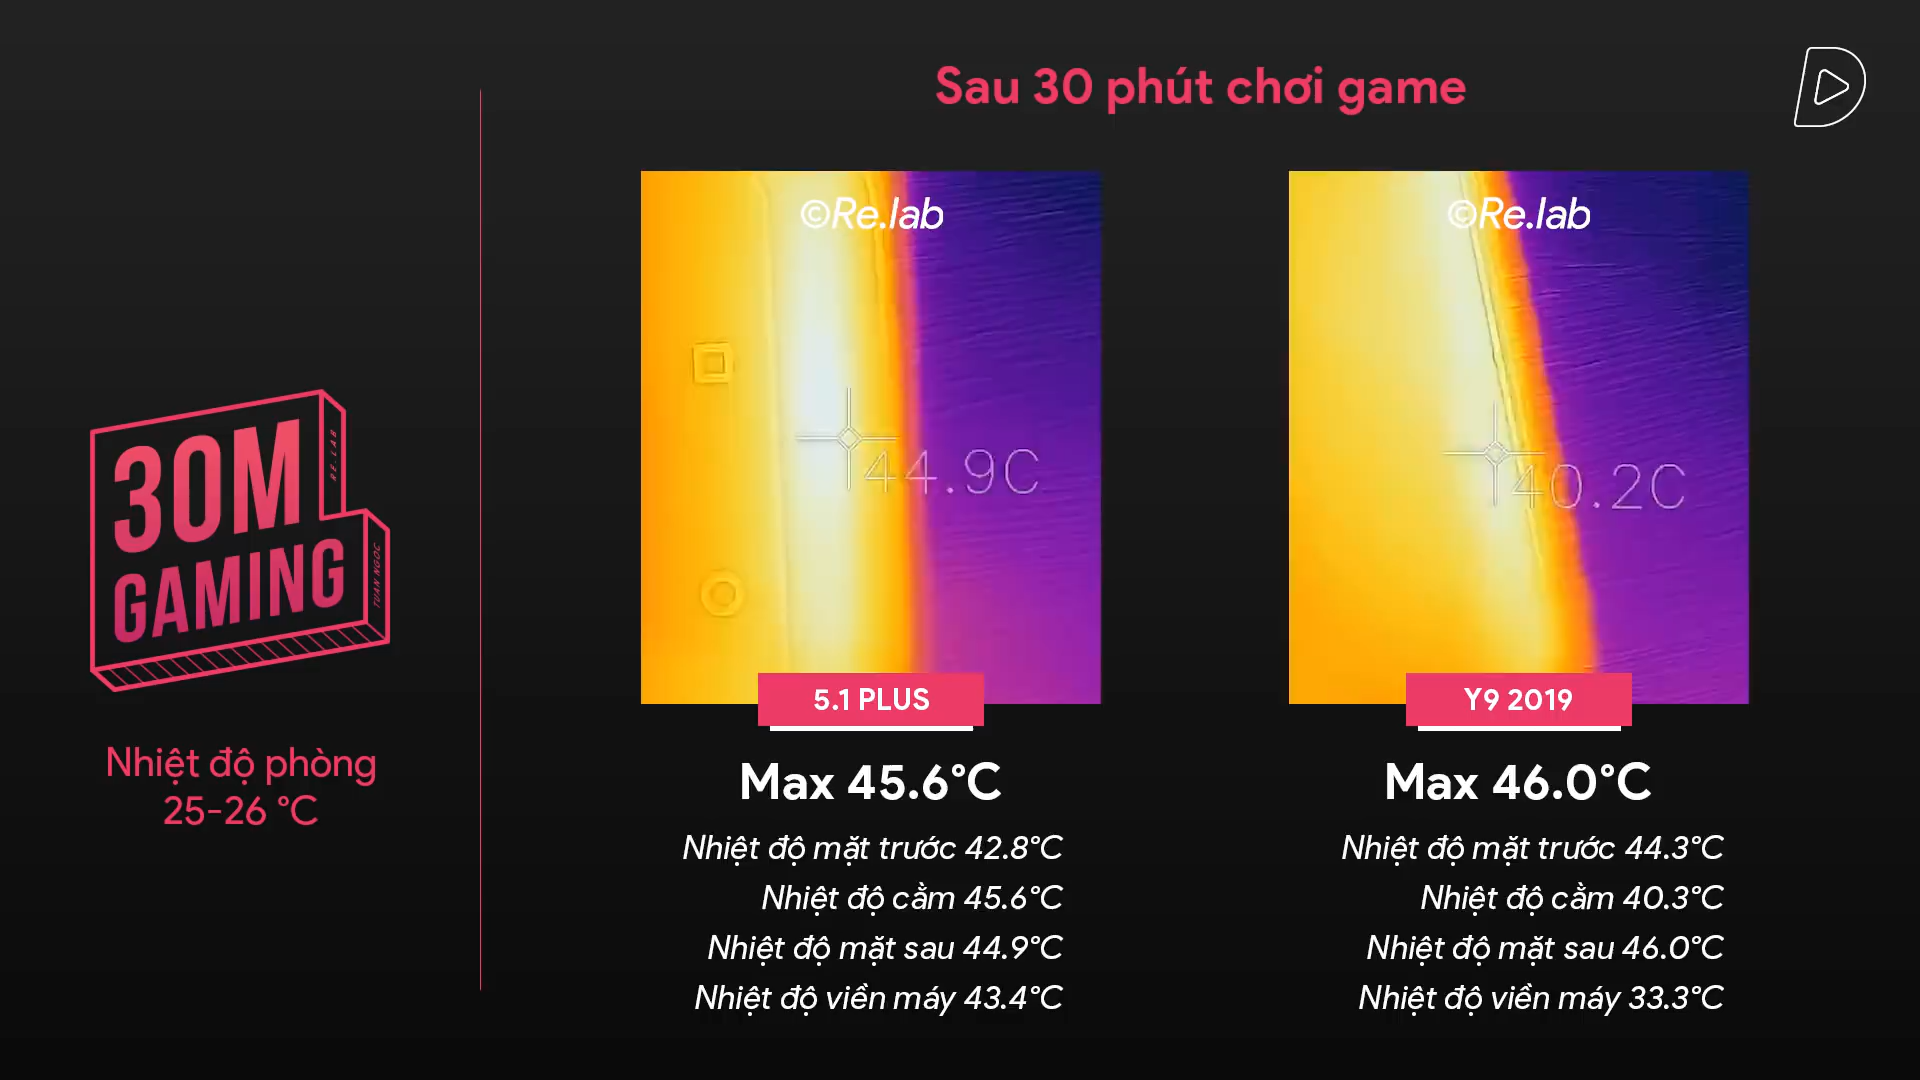 Sau 30 phút chơi game
30M
GAMING
RE.LAB
TUAN NGOC
Nhiệt độ phòng
25-26 °C
©Re.lab
44.9C
5.1 PLUS
Max 45.6°C
Nhiệt độ mặt trước 42.8°C
Nhiệt độ cằm 45.6°C
Nhiệt độ mặt sau 44.9°C
Nhiệt độ viền máy 43.4°C
©Re.lab
40.2C
Y9 2019
Max 46.0°C
Nhiệt độ mặt trước 44.3°C
Nhiệt độ cằm 40.3°C
Nhiệt độ mặt sau 46.0°C
Nhiệt độ viền máy 33.3°C